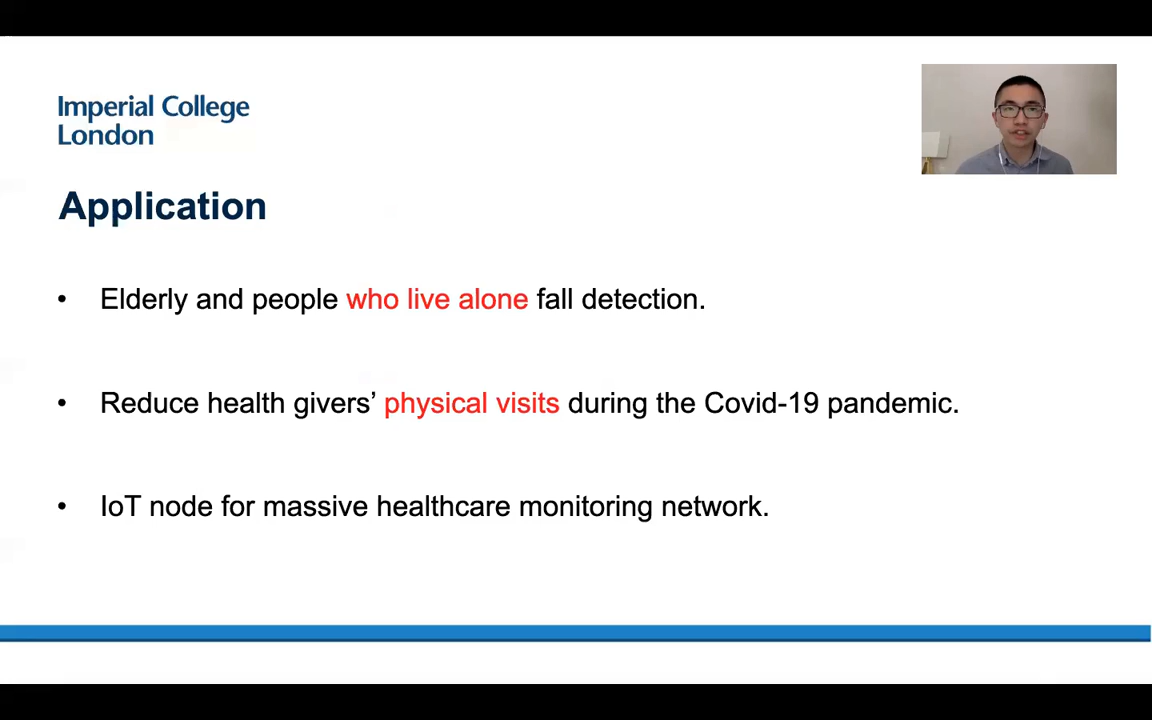 Imperial College
London
Application
• Elderly and people who live alone fall detection.
• Reduce health givers’ physical visits during the Covid-19 pandemic.
• IoT node for massive healthcare monitoring network.